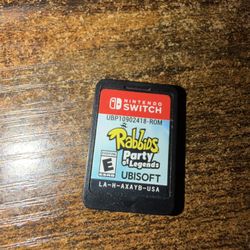 NINTENDO
SWITCH
UBP10902418-ROM
Rabbids
Party
of Legends
E
UBISOFT
LA-H-AXAYB-USA